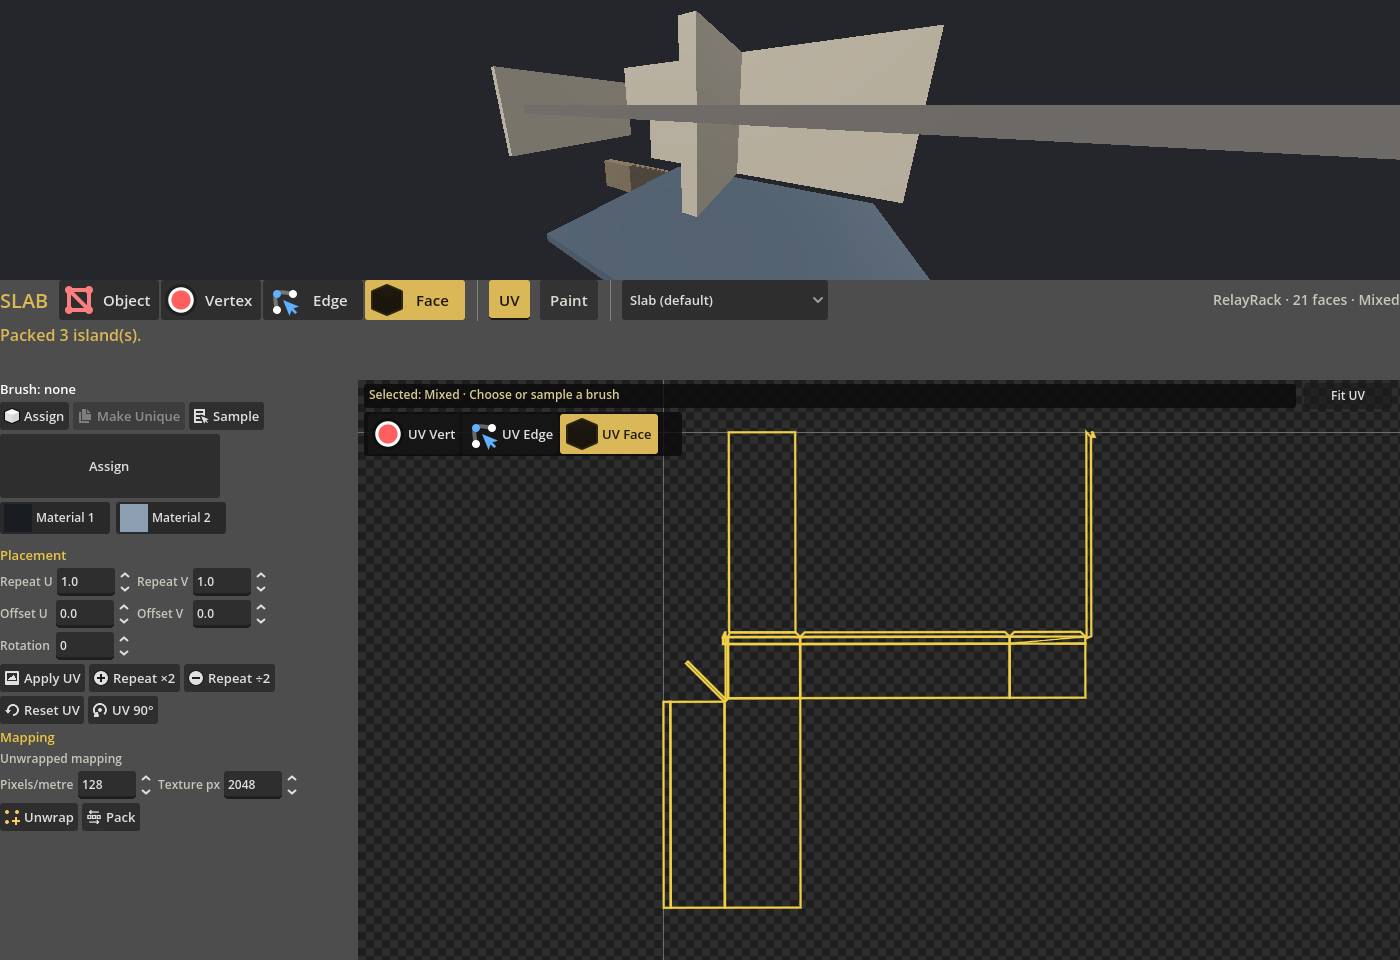 SLAB Object Vertex Edge Face UV Paint Slab (default) RelayRack · 21 faces · Mixed
Packed 3 island(s).
Brush: none
Assign Make Unique Sample
Assign
Material 1 Material 2
Placement
Repeat U 1.0 Repeat V 1.0
Offset U 0.0 Offset V 0.0
Rotation 0
Apply UV Repeat ×2 Repeat ÷2
Reset UV UV 90°
Mapping
Unwrapped mapping
Pixels/metre 128 Texture px 2048
Unwrap Pack
Selected: Mixed · Choose or sample a brush Fit UV
UV Vert UV Edge UV Face